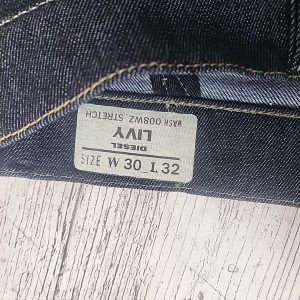 DIESEL
LIVY
WASH 008WZ STRETCH
SIZE W 30 L 32